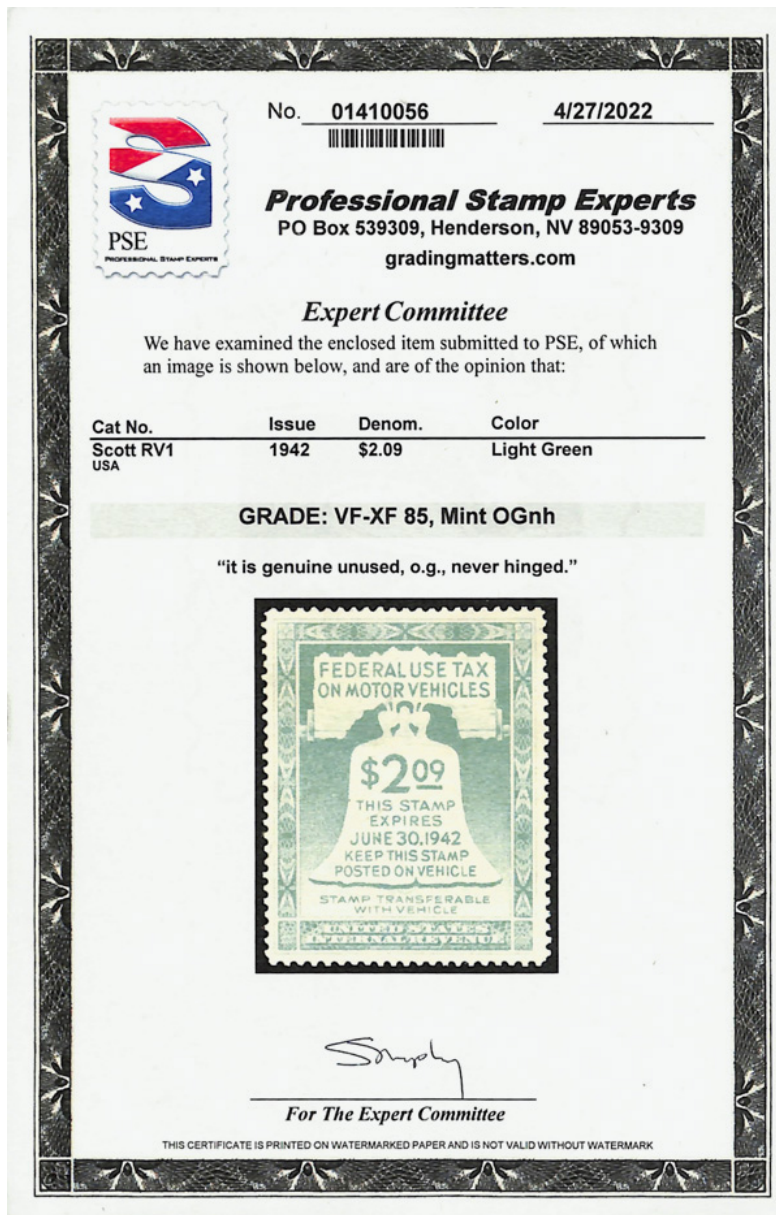 No. 01410056 4/27/2022
PSE
PROFESSIONAL STAMP EXPERTS
Professional Stamp Experts
PO Box 539309, Henderson, NV 89053-9309
gradingmatters.com
Expert Committee
We have examined the enclosed item submitted to PSE, of which
an image is shown below, and are of the opinion that:
Cat No. Issue Denom. Color
Scott RV1 1942 $2.09 Light Green
USA
GRADE: VF-XF 85, Mint OGnh
“it is genuine unused, o.g., never hinged.”
FEDERAL USE TAX
ON MOTOR VEHICLES
$2.09
THIS STAMP
EXPIRES
JUNE 30, 1942
KEEP THIS STAMP
POSTED ON VEHICLE
STAMP TRANSFERABLE
WITH VEHICLE
UNITED STATES
INTERNAL REVENUE
For The Expert Committee
THIS CERTIFICATE IS PRINTED ON WATERMARKED PAPER AND IS NOT VALID WITHOUT WATERMARK